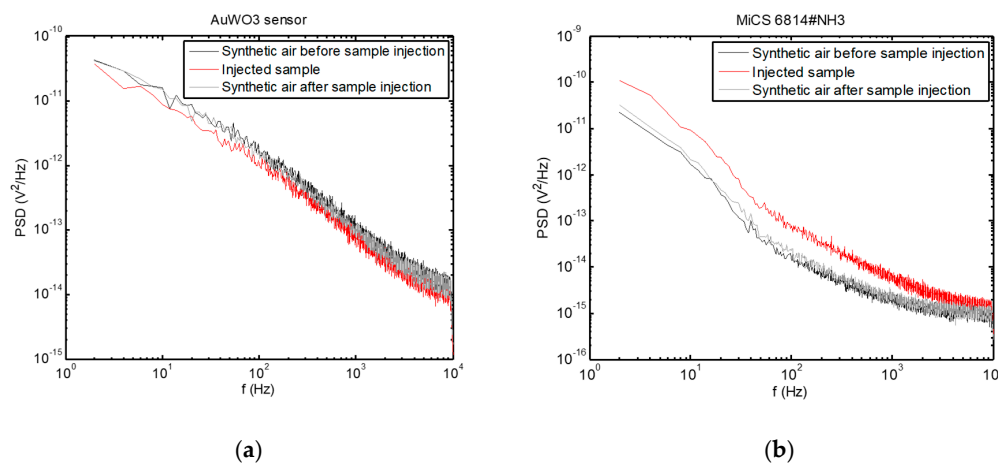 AuWO3 sensor
Synthetic air before sample injection
Injected sample
Synthetic air after sample injection
PSD (V²/Hz)
10⁻¹⁰
10⁻¹¹
10⁻¹²
10⁻¹³
10⁻¹⁴
10⁻¹⁵
10⁰ 10¹ 10² 10³ 10⁴
f (Hz)
(a)
MiCS 6814#NH3
Synthetic air before sample injection
Injected sample
Synthetic air after sample injection
PSD (V²/Hz)
10⁻⁹
10⁻¹⁰
10⁻¹¹
10⁻¹²
10⁻¹³
10⁻¹⁴
10⁻¹⁵
10⁻¹⁶
10⁰ 10¹ 10² 10³ 10⁴
f (Hz)
(b)